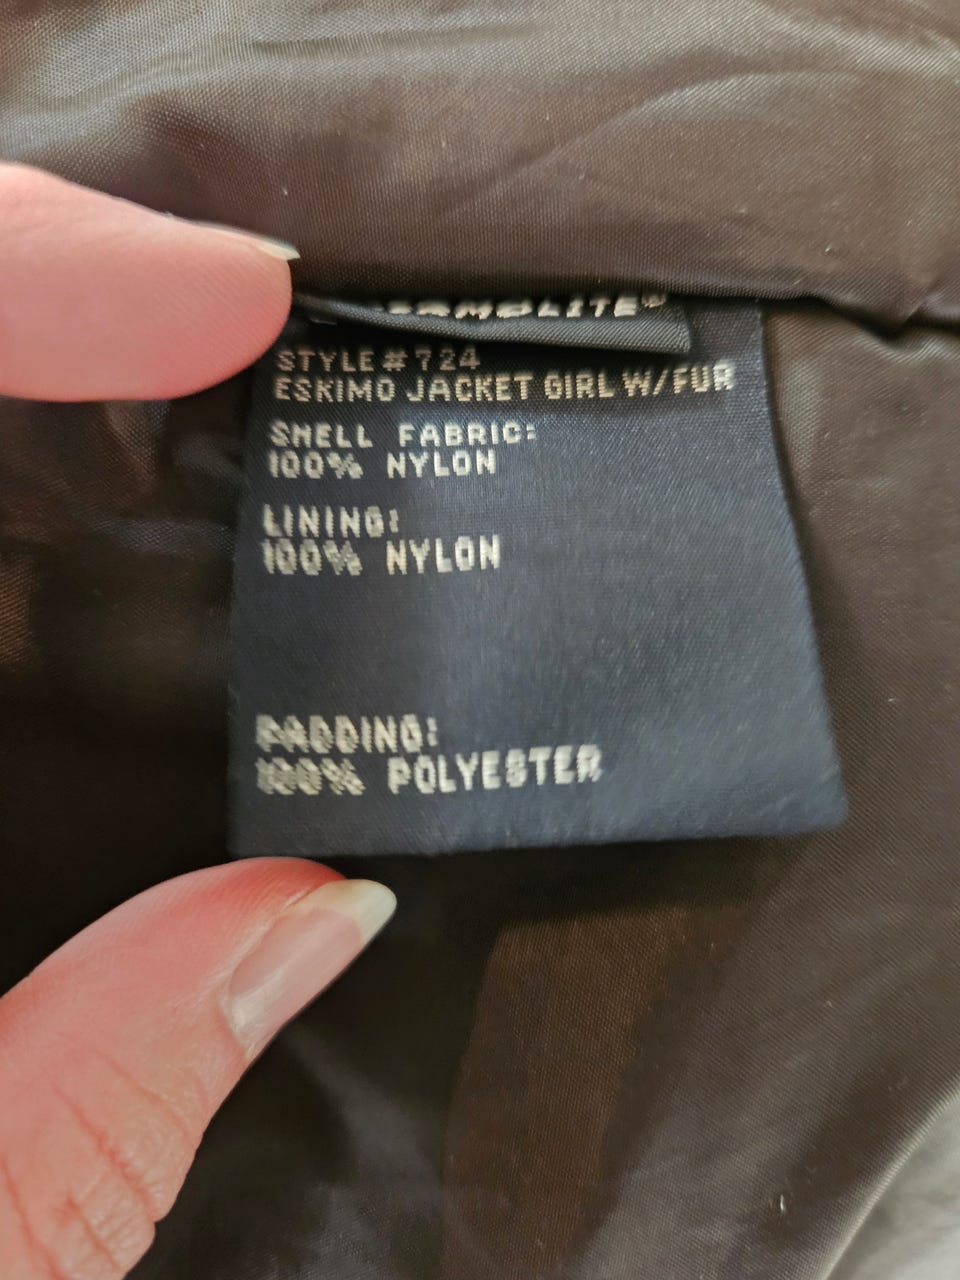 STYLE # 724
ESKIMO JACKET GIRL W/FUR
SHELL FABRIC:
100% NYLON
LINING:
100% NYLON
PADDING:
100% POLYESTER